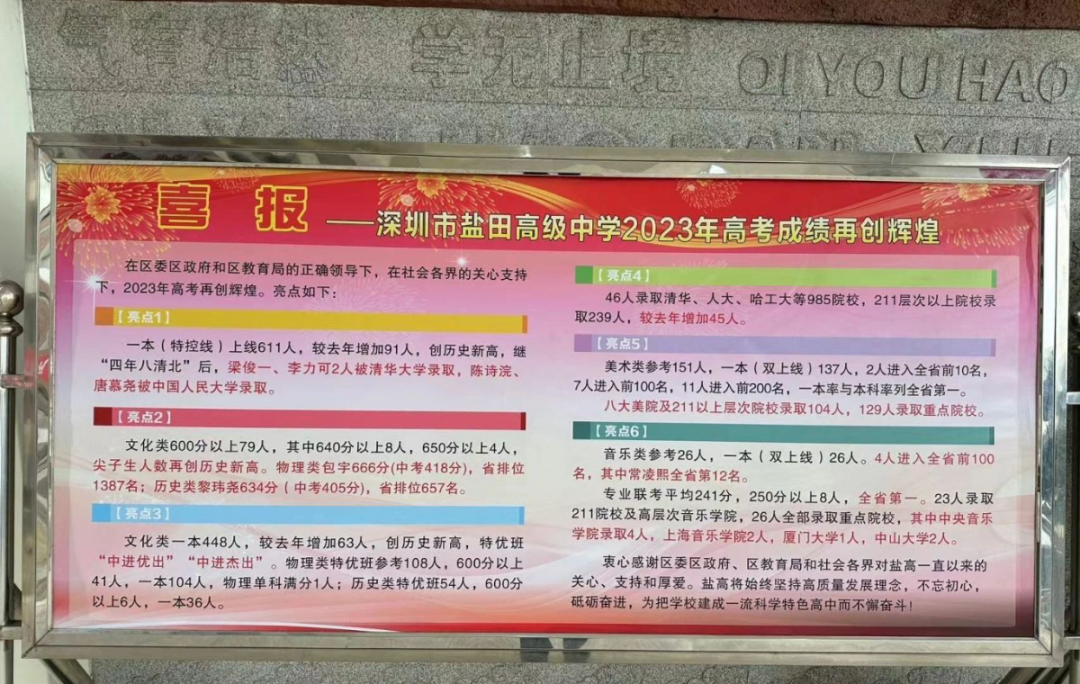 学无止境
QI YOU HAO
喜报
——深圳市盐田高级中学2023年高考成绩再创辉煌
在区委区政府和区教育局的正确领导下，在社会各界的关心支持
下，2023年高考再创辉煌。亮点如下：
【亮点1】
一本（特控线）上线611人，较去年增加91人，创历史新高，继
“四年八清北”后，梁俊一、李力可2人被清华大学录取，陈诗浣、
唐慕尧被中国人民大学录取。
【亮点2】
文化类600分以上79人，其中640分以上8人，650分以上4人，
尖子生人数再创历史新高。物理类包宇666分(中考418分)，省排位
1387名；历史类黎玮尧634分（中考405分)，省排位657名。
【亮点3】
文化类一本448人，较去年增加63人，创历史新高，特优班
“中进优出”“中进杰出”。物理类特优班参考108人，600分以上
41人，一本104人，物理单科满分1人；历史类特优班54人，600分
以上6人，一本36人。
【亮点4】
46人录取清华、人大、哈工大等985院校，211层次以上院校录
取239人，较去年增加45人。
【亮点5】
美术类参考151人，一本（双上线）137人，2人进入全省前10名，
7人进入前100名，11人进入前200名，一本率与本科率列全省第一。
八大美院及211以上层次院校录取104人，129人录取重点院校。
【亮点6】
音乐类参考26人，一本（双上线）26人。4人进入全省前100
名，其中常凌熙全省第12名。
专业联考平均241分，250分以上8人，全省第一。23人录取
211院校及高层次音乐学院，26人全部录取重点院校，其中中央音乐
学院录取4人，上海音乐学院2人，厦门大学1人，中山大学2人。
衷心感谢区委区政府、区教育局和社会各界对盐高一直以来的
关心、支持和厚爱。盐高将始终坚持高质量发展理念，不忘初心，
砥砺奋进，为把学校建成一流科学特色高中而不懈奋斗！